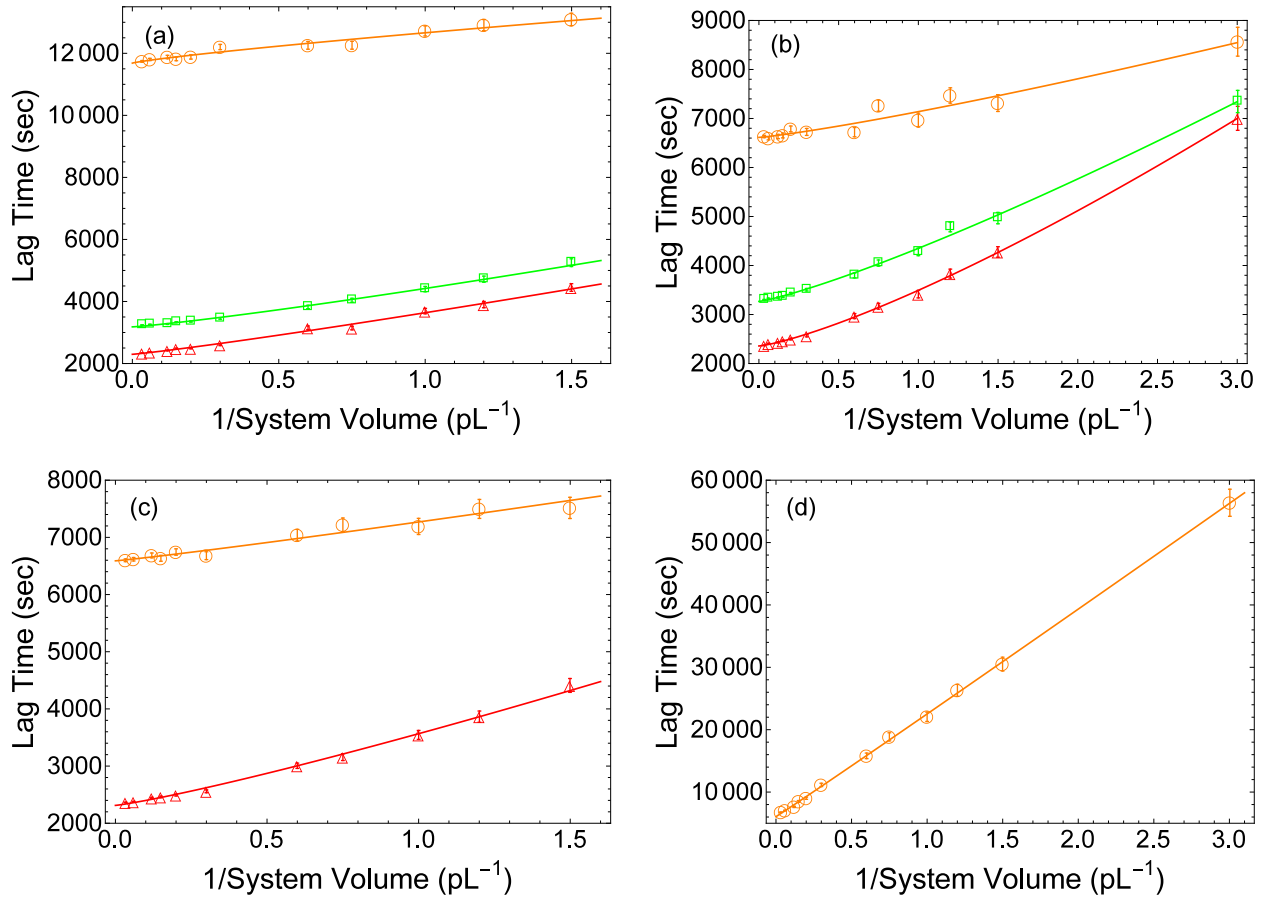 (a)
Lag Time (sec)
12 000
10 000
8000
6000
4000
2000
0.0 0.5 1.0 1.5
1/System Volume (pL⁻¹)
(b)
Lag Time (sec)
9000
8000
7000
6000
5000
4000
3000
2000
0.0 0.5 1.0 1.5 2.0 2.5 3.0
1/System Volume (pL⁻¹)
(c)
Lag Time (sec)
8000
7000
6000
5000
4000
3000
2000
0.0 0.5 1.0 1.5
1/System Volume (pL⁻¹)
(d)
Lag Time (sec)
60 000
50 000
40 000
30 000
20 000
10 000
0.0 0.5 1.0 1.5 2.0 2.5 3.0
1/System Volume (pL⁻¹)